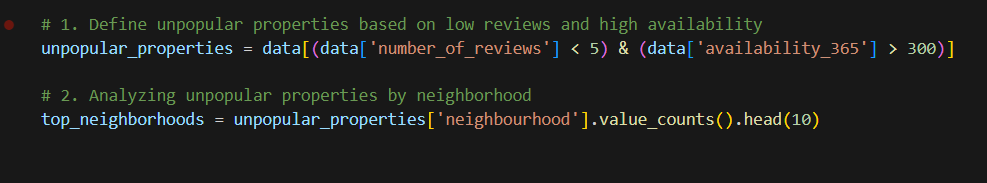 # 1. Define unpopular properties based on low reviews and high availability
unpopular_properties = data[(data['number_of_reviews'] < 5) & (data['availability_365'] > 300)]
# 2. Analyzing unpopular properties by neighborhood
top_neighborhoods = unpopular_properties['neighbourhood'].value_counts().head(10)